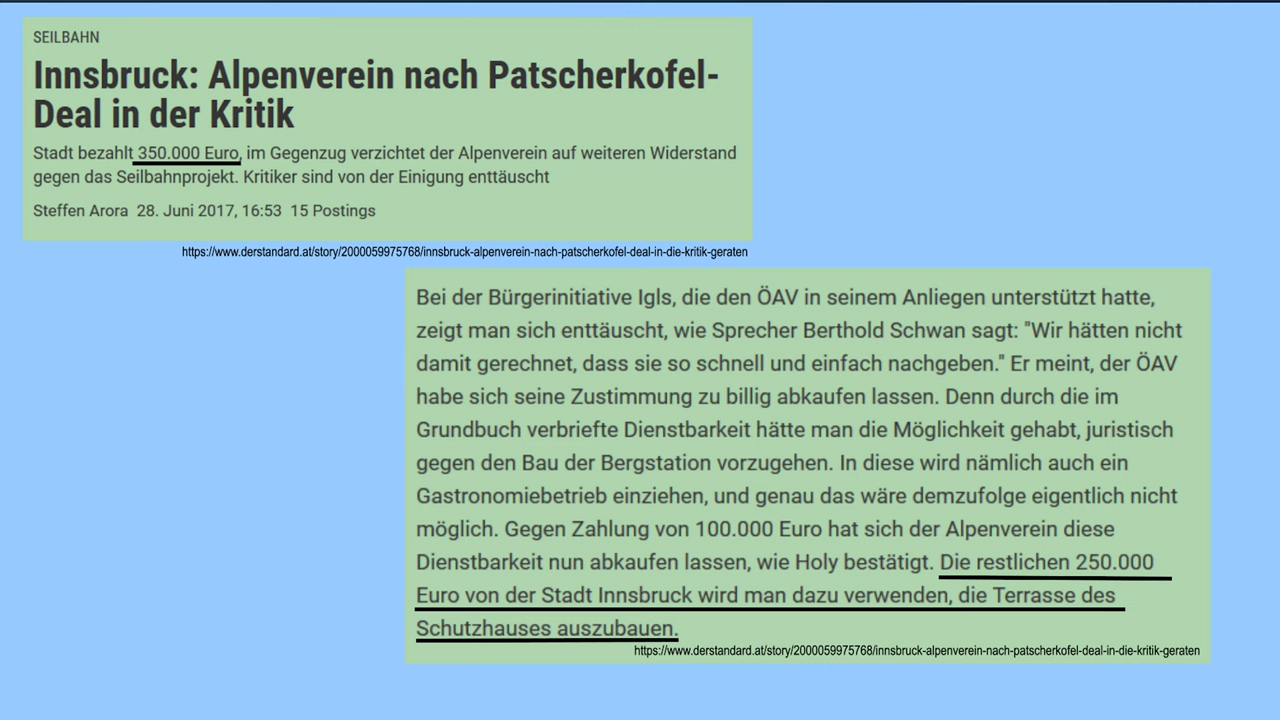 SEILBAHN
Innsbruck: Alpenverein nach Patscherkofel-
Deal in der Kritik
Stadt bezahlt 350.000 Euro, im Gegenzug verzichtet der Alpenverein auf weiteren Widerstand
gegen das Seilbahnprojekt. Kritiker sind von der Einigung enttäuscht
Steffen Arora 28. Juni 2017, 16:53 15 Postings
https://www.derstandard.at/story/2000059975768/innsbruck-alpenverein-nach-patscherkofel-deal-in-die-kritik-geraten
Bei der Bürgerinitiative Igls, die den ÖAV in seinem Anliegen unterstützt hatte,
zeigt man sich enttäuscht, wie Sprecher Berthold Schwan sagt: "Wir hätten nicht
damit gerechnet, dass sie so schnell und einfach nachgeben." Er meint, der ÖAV
habe sich seine Zustimmung zu billig abkaufen lassen. Denn durch die im
Grundbuch verbriefte Dienstbarkeit hätte man die Möglichkeit gehabt, juristisch
gegen den Bau der Bergstation vorzugehen. In diese wird nämlich auch ein
Gastronomiebetrieb einziehen, und genau das wäre demzufolge eigentlich nicht
möglich. Gegen Zahlung von 100.000 Euro hat sich der Alpenverein diese
Dienstbarkeit nun abkaufen lassen, wie Holy bestätigt. Die restlichen 250.000
Euro von der Stadt Innsbruck wird man dazu verwenden, die Terrasse des
Schutzhauses auszubauen.
https://www.derstandard.at/story/2000059975768/innsbruck-alpenverein-nach-patscherkofel-deal-in-die-kritik-geraten